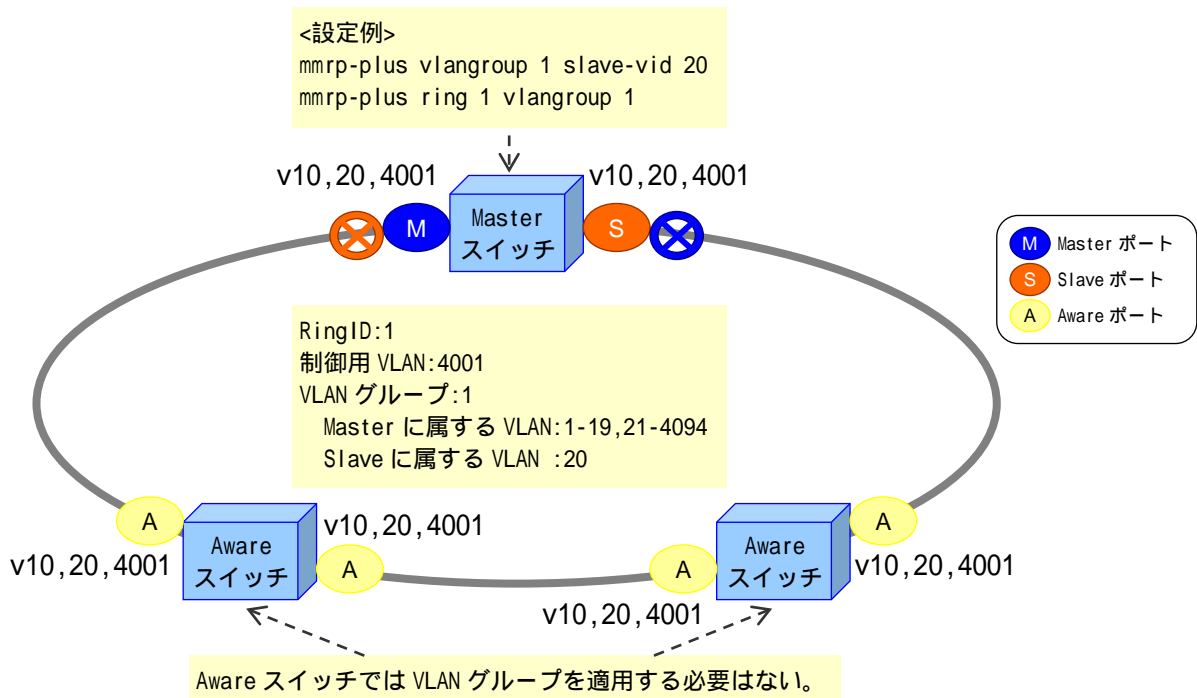 <設定例>
mmrp-plus vlangroup 1 slave-vid 20
mmrp-plus ring 1 vlangroup 1
v10,20,4001
v10,20,4001
M
Master
スイッチ
S
M
Master ポート
S
Slave ポート
A
Aware ポート
RingID:1
制御用 VLAN:4001
VLAN グループ:1
Master に属する VLAN:1-19,21-4094
Slave に属する VLAN :20
A
v10,20,4001
Aware
スイッチ
v10,20,4001
A
A
v10,20,4001
Aware
スイッチ
A
v10,20,4001
Aware スイッチでは VLAN グループを適用する必要はない。